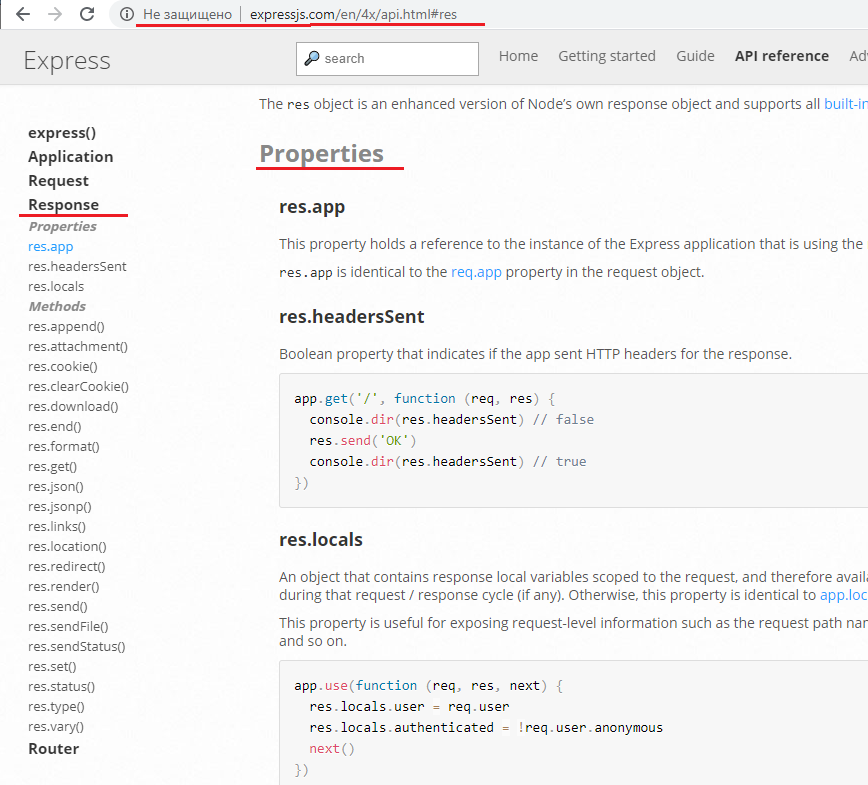 Не защищено | expressjs.com/en/4x/api.html#res
Express
search
Home Getting started Guide API reference
The res object is an enhanced version of Node’s own response object and supports all
express()
Application
Request
Response
Properties
res.app
res.headersSent
res.locals
Methods
res.append()
res.attachment()
res.cookie()
res.clearCookie()
res.download()
res.end()
res.format()
res.get()
res.json()
res.jsonp()
res.links()
res.location()
res.redirect()
res.render()
res.send()
res.sendFile()
res.sendStatus()
res.set()
res.status()
res.type()
res.vary()
Router
Properties
res.app
This property holds a reference to the instance of the Express application that is using the
res.app is identical to the req.app property in the request object.
res.headersSent
Boolean property that indicates if the app sent HTTP headers for the response.
app.get('/', function (req, res) {
console.dir(res.headersSent) // false
res.send('OK')
console.dir(res.headersSent) // true
})
res.locals
An object that contains response local variables scoped to the request, and therefore
during that request / response cycle (if any). Otherwise, this property is identical to
This property is useful for exposing request-level information such as the request path
and so on.
app.use(function (req, res, next) {
res.locals.user = req.user
res.locals.authenticated = !req.user.anonymous
next()
})